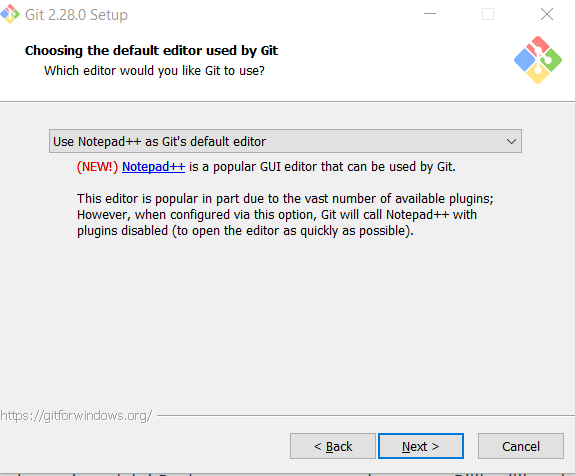 Git 2.28.0 Setup
Choosing the default editor used by Git
Which editor would you like Git to use?
Use Notepad++ as Git's default editor
(NEW!) Notepad++ is a popular GUI editor that can be used by Git.
This editor is popular in part due to the vast number of available plugins;
However, when configured via this option, Git will call Notepad++ with
plugins disabled (to open the editor as quickly as possible).
https://gitforwindows.org/
< Back
Next >
Cancel